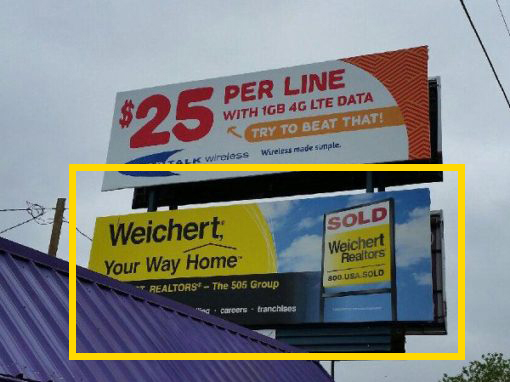 $25 PER LINE
WITH 1GB 4G LTE DATA
TRY TO BEAT THAT!
TALK wireless Wireless made simple.
Weichert,
Your Way Home
REALTORS® – The 505 Group
careers · franchises
SOLD
Weichert
Realtors
800.USA.SOLD